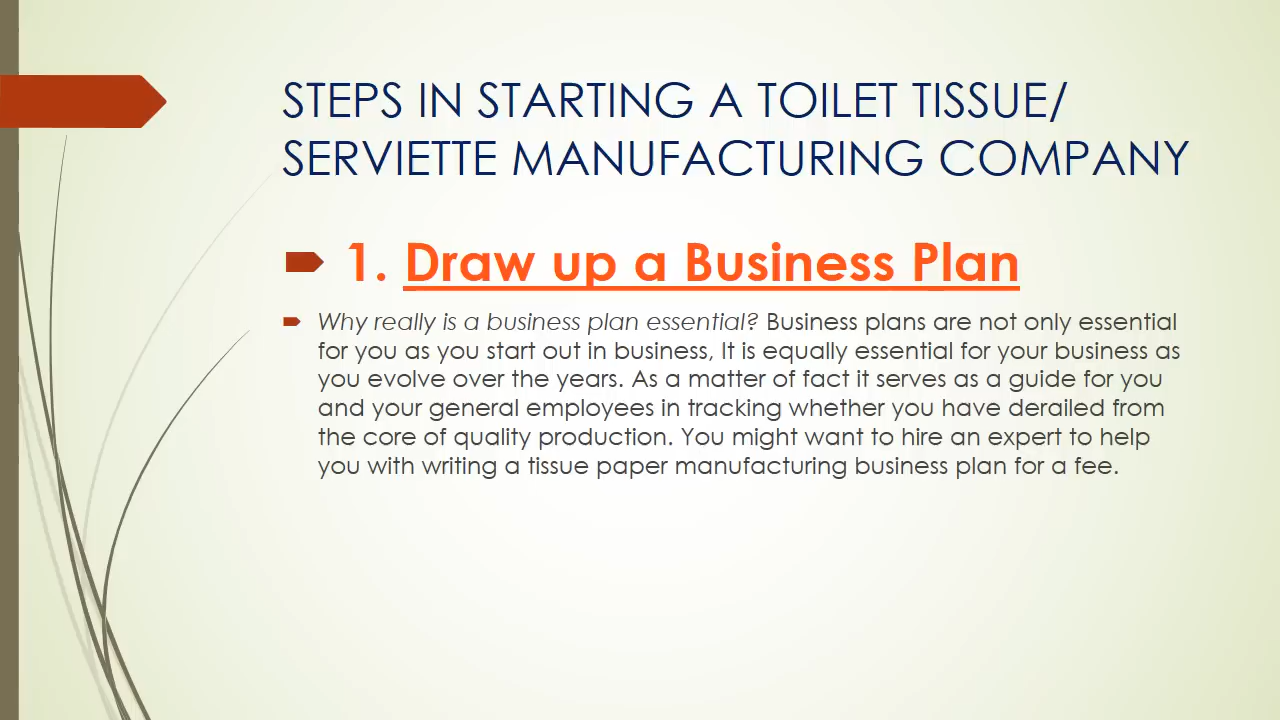 STEPS IN STARTING A TOILET TISSUE/
SERVIETTE MANUFACTURING COMPANY
1. Draw up a Business Plan
Why really is a business plan essential? Business plans are not only essential
for you as you start out in business, It is equally essential for your business as
you evolve over the years. As a matter of fact it serves as a guide for you
and your general employees in tracking whether you have derailed from
the core of quality production. You might want to hire an expert to help
you with writing a tissue paper manufacturing business plan for a fee.